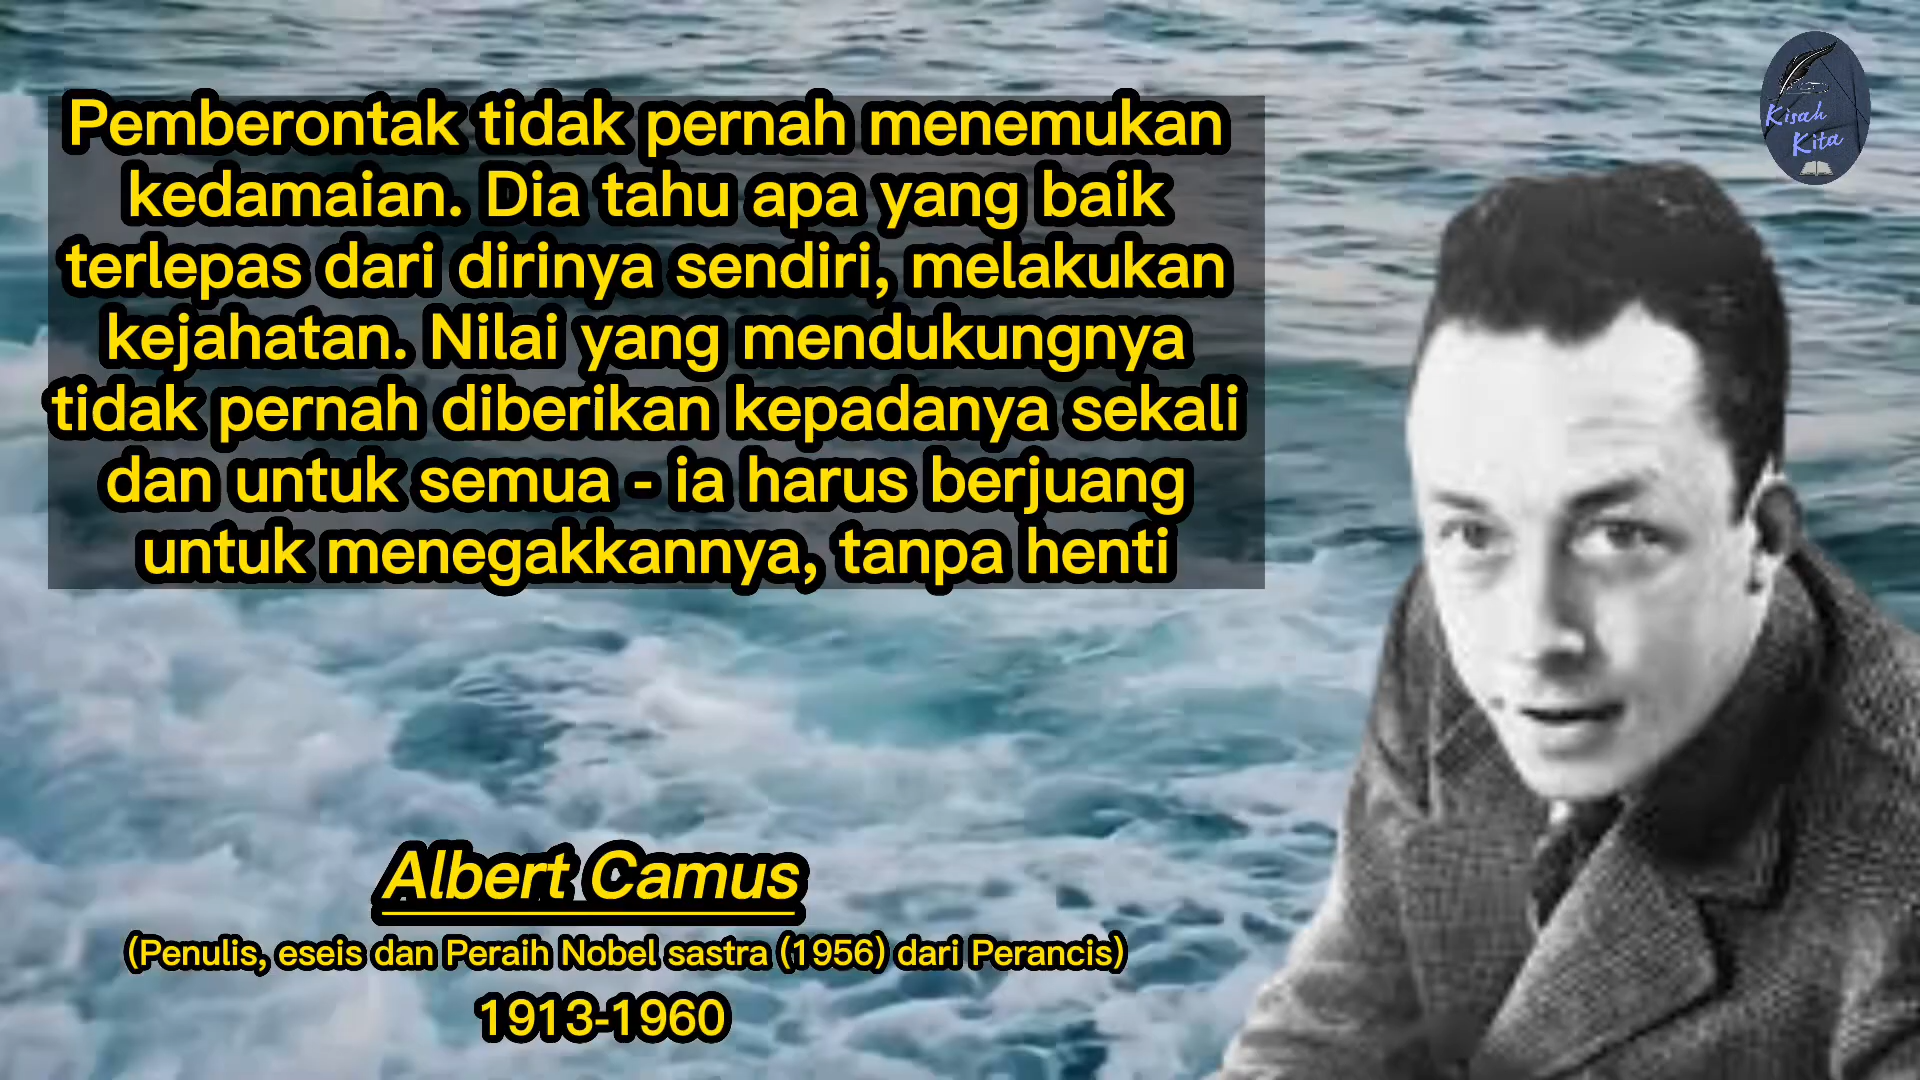 Kisah
Kita
Pemberontak tidak pernah menemukan
kedamaian. Dia tahu apa yang baik
terlepas dari dirinya sendiri, melakukan
kejahatan. Nilai yang mendukungnya
tidak pernah diberikan kepadanya sekali
dan untuk semua - ia harus berjuang
untuk menegakkannya, tanpa henti
Albert Camus
(Penulis, eseis dan Peraih Nobel sastra (1956) dari Perancis)
1913-1960